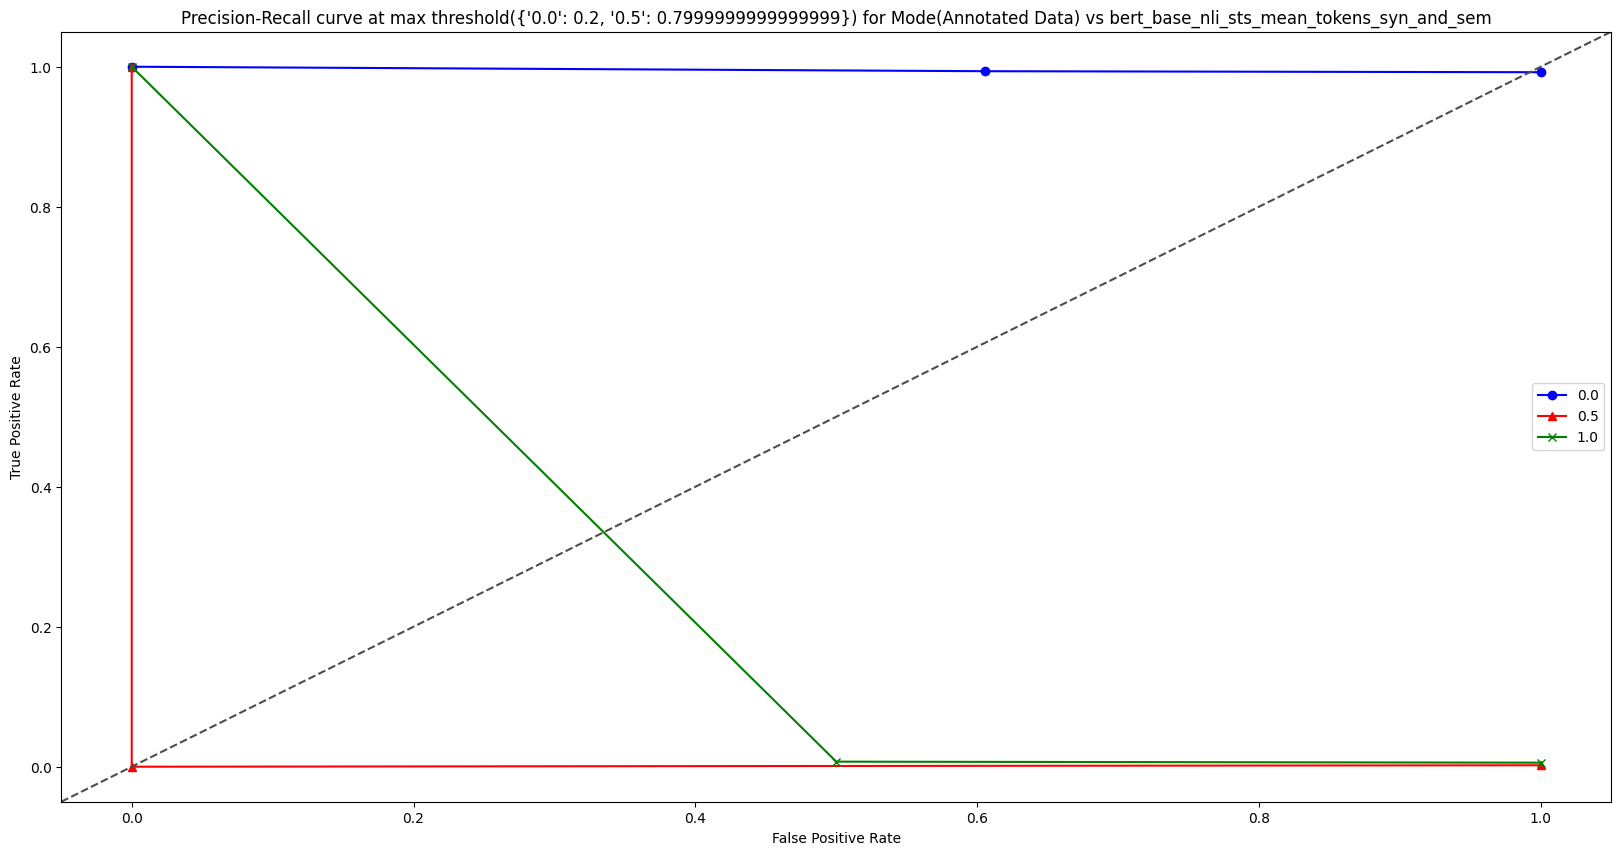 Precision-Recall curve at max threshold({'0.0': 0.2, '0.5': 0.7999999999999999}) for Mode(Annotated Data) vs bert_base_nli_sts_mean_tokens_syn_and_sem
1.0
0.8
0.6
0.4
0.2
0.0
True Positive Rate
0.0
0.5
1.0
0.0 0.2 0.4 0.6 0.8 1.0
False Positive Rate